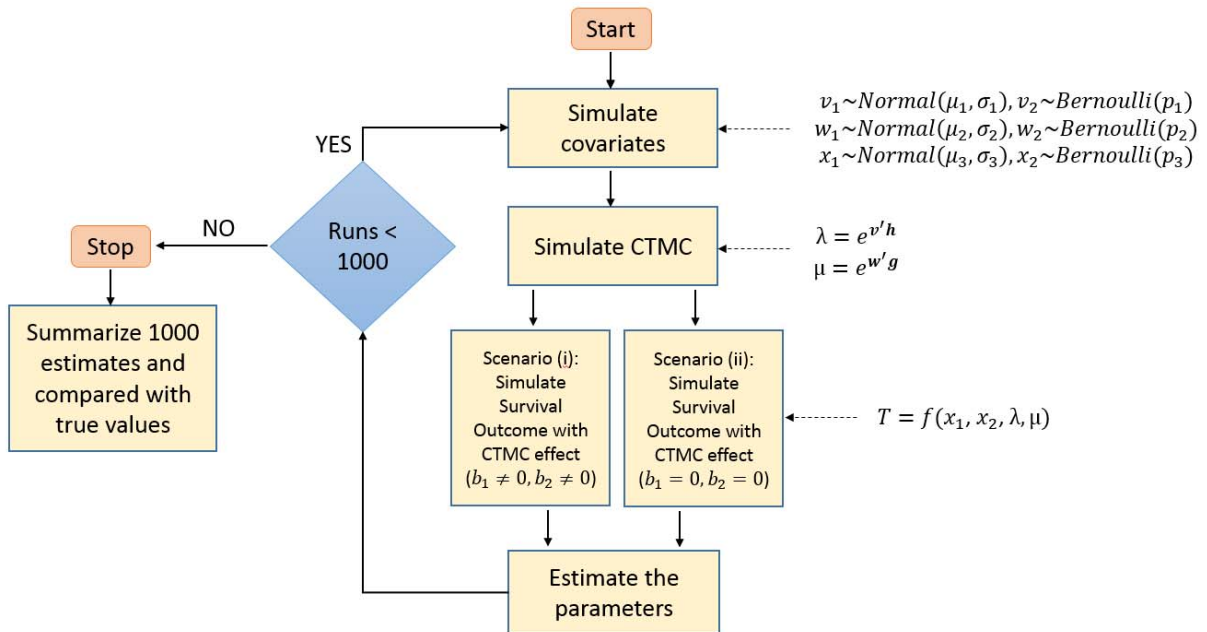 Start
Simulate
covariates
v₁~Normal(μ₁, σ₁), v₂~Bernoulli(p₁)
w₁~Normal(μ₂, σ₂), w₂~Bernoulli(p₂)
x₁~Normal(μ₃, σ₃), x₂~Bernoulli(p₃)
YES
Runs <
1000
NO
Stop
Summarize 1000
estimates and
compared with
true values
Simulate CTMC
λ = e^{v′h}
μ = e^{w′g}
Scenario (i):
Simulate
Survival
Outcome with
CTMC effect
(b₁ ≠ 0, b₂ ≠ 0)
Scenario (ii):
Simulate
Survival
Outcome with
CTMC effect
(b₁ = 0, b₂ = 0)
T = f(x₁, x₂, λ, μ)
Estimate the
parameters